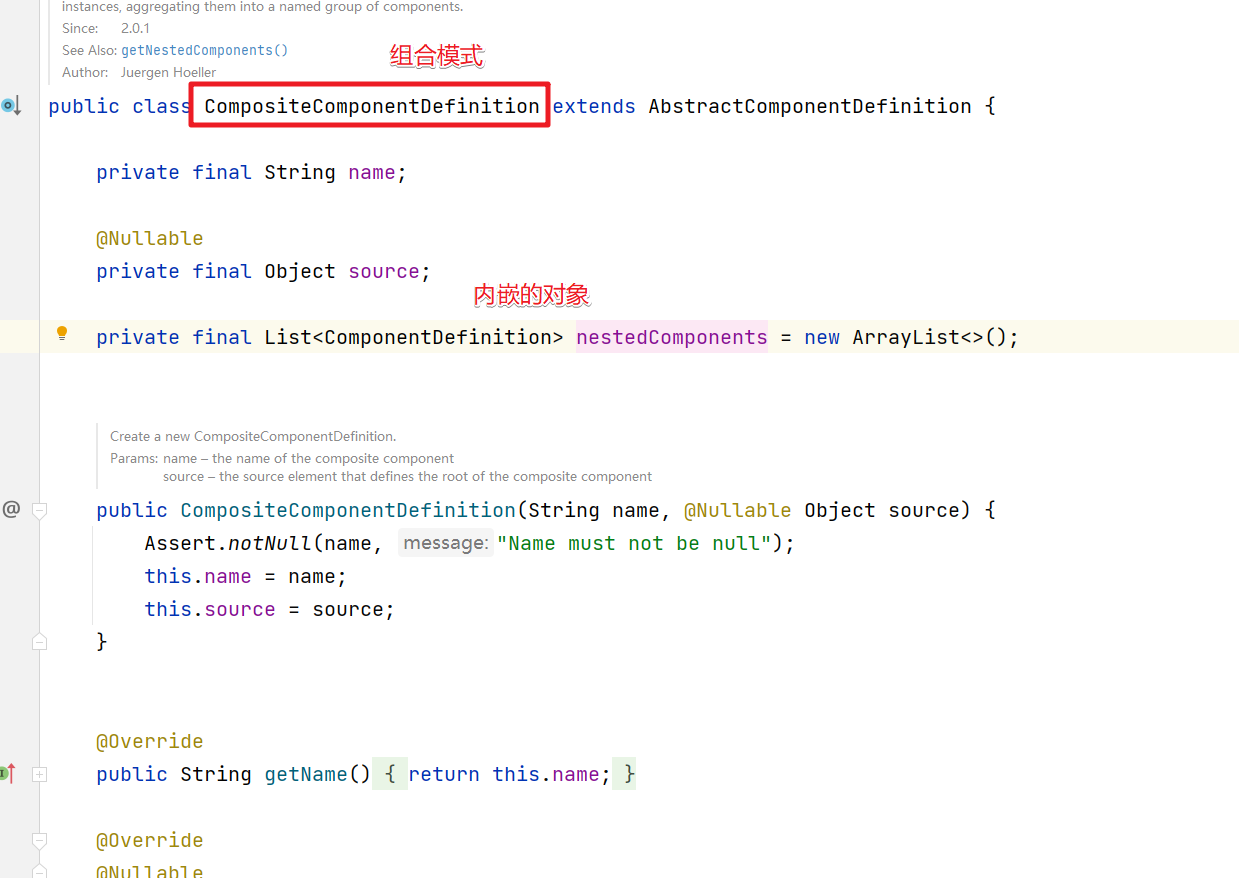 instances, aggregating them into a named group of components.
Since: 2.0.1
See Also: getNestedComponents()
Author: Juergen Hoeller
组合模式
public class CompositeComponentDefinition extends AbstractComponentDefinition {
private final String name;
@Nullable
private final Object source;
内嵌的对象
private final List<ComponentDefinition> nestedComponents = new ArrayList<>();
Create a new CompositeComponentDefinition.
Params: name – the name of the composite component
source – the source element that defines the root of the composite component
@
public CompositeComponentDefinition(String name, @Nullable Object source) {
Assert.notNull(name, message: "Name must not be null");
this.name = name;
this.source = source;
}
@Override
public String getName() { return this.name; }
@Override
@Nullable